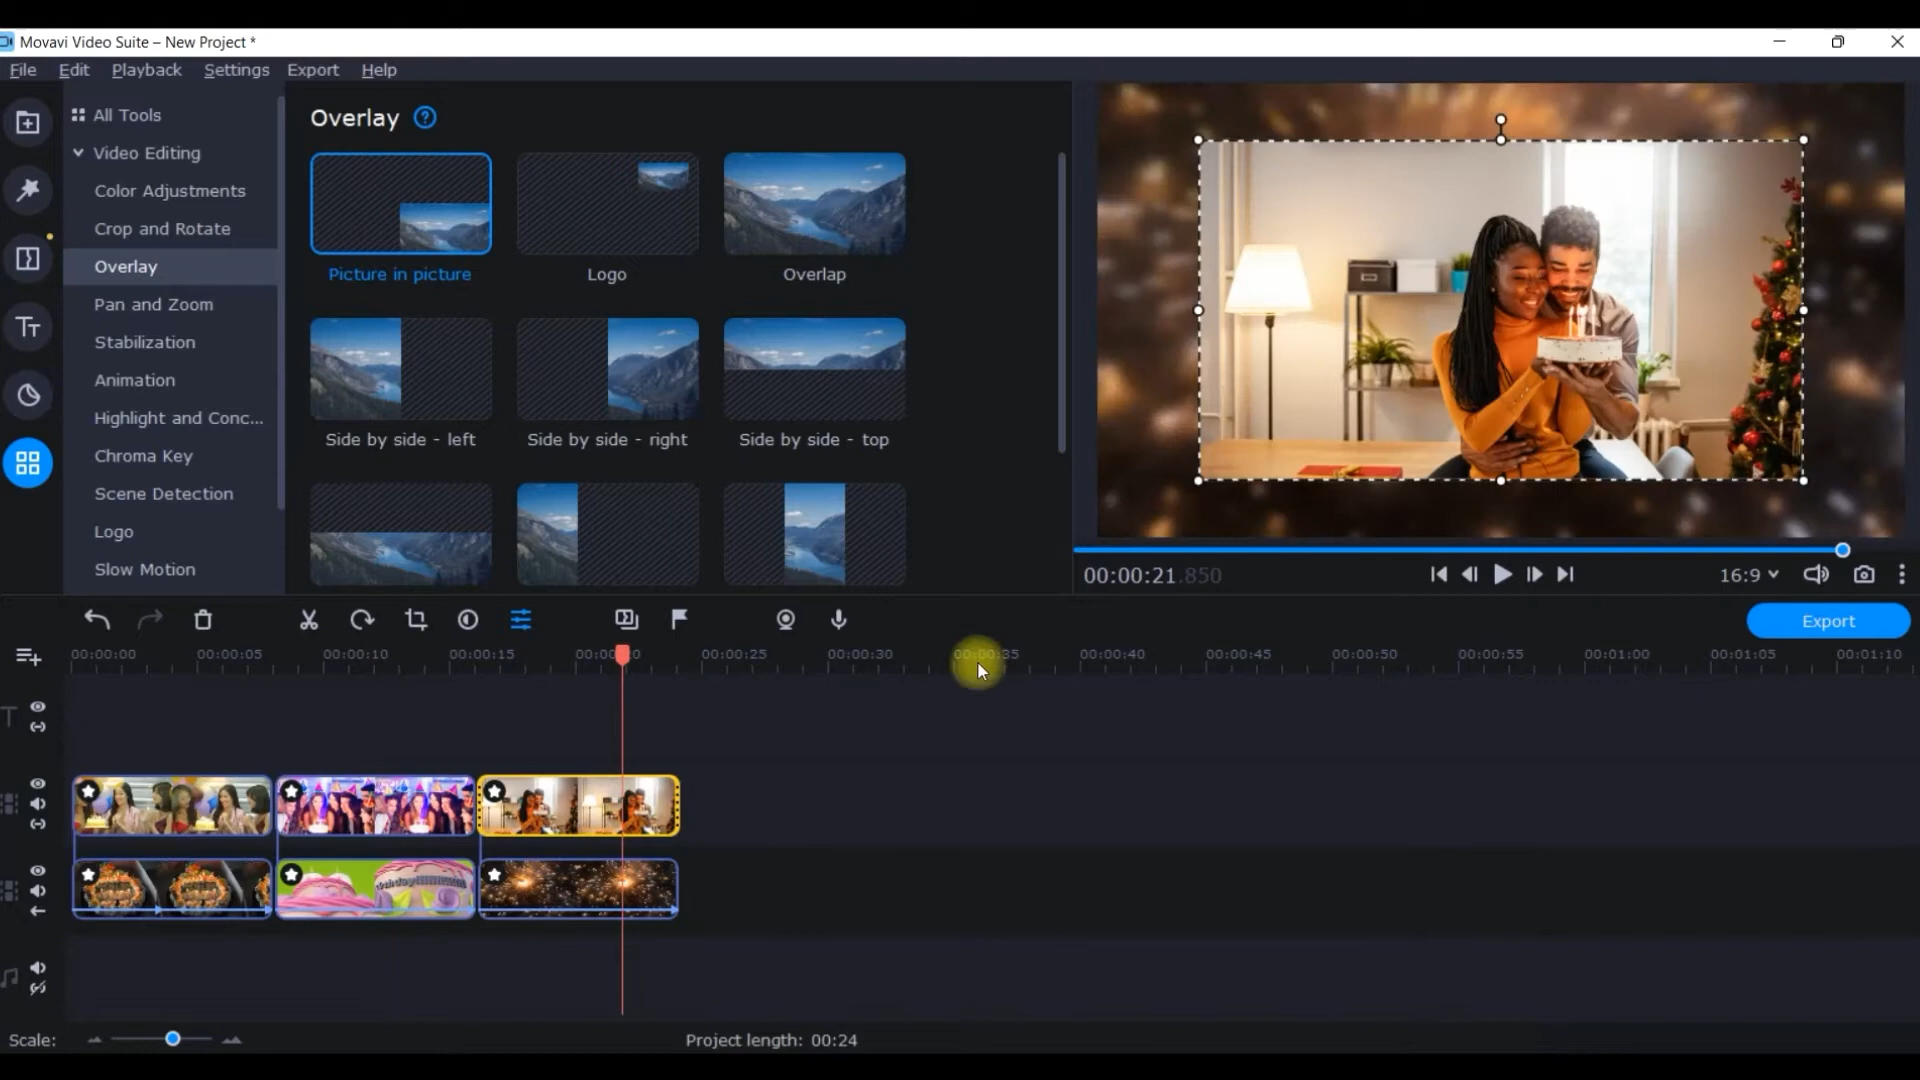 Movavi Video Suite – New Project *
File Edit Playback Settings Export Help
All Tools
Video Editing
Color Adjustments
Crop and Rotate
Overlay
Pan and Zoom
Stabilization
Animation
Highlight and Conc...
Chroma Key
Scene Detection
Logo
Slow Motion
Overlay ?
Picture in picture
Logo
Overlap
Side by side - left
Side by side - right
Side by side - top
00:00:21.850
16:9
Export
00:00:00 00:00:05 00:00:10 00:00:15 00:00:25 00:00:30 00:00:35 00:00:40 00:00:45 00:00:50 00:00:55 00:01:00 00:01:05 00:01:10
Scale:
Project length: 00:24